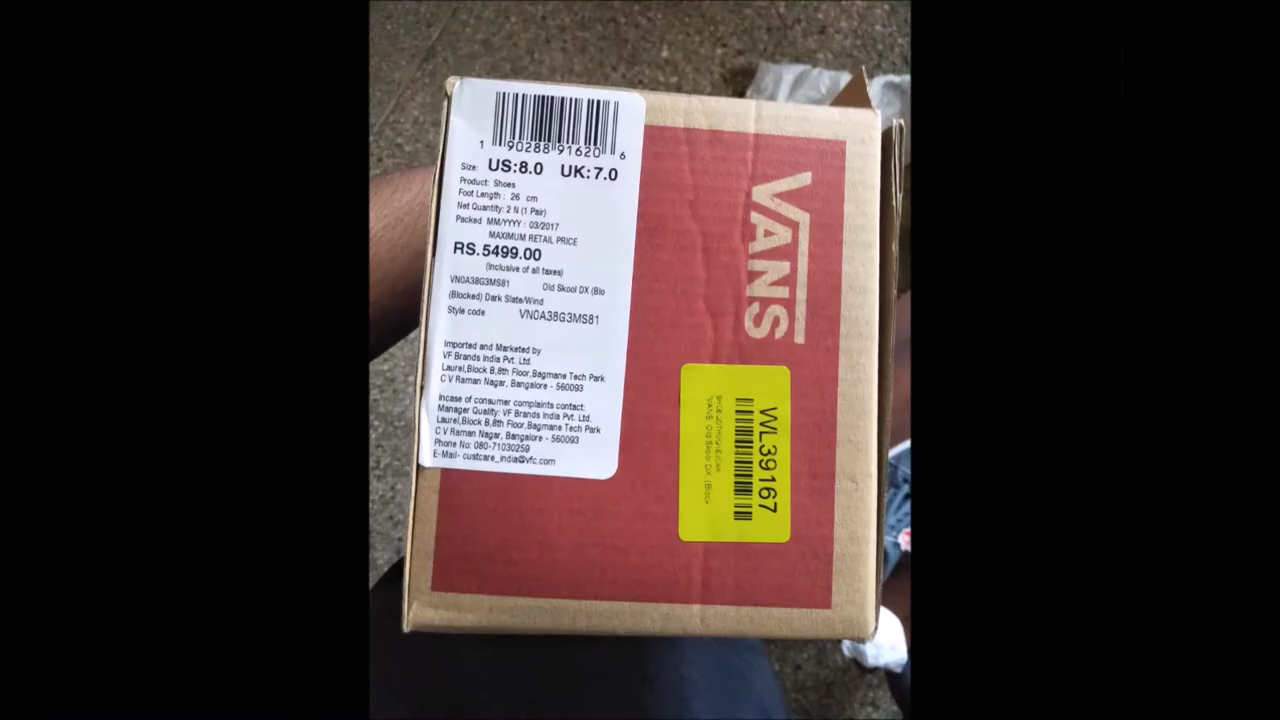 1 90288 91620 6
Size: US:8.0 UK:7.0
Product: Shoes
Foot Length : 26 cm
Net Quantity: 2 N (1 Pair)
Packed MM/YYYY : 03/2017
MAXIMUM RETAIL PRICE
RS.5499.00
(Inclusive of all taxes)
VN0A38G3MS81 Old Skool DX (Blo
(Blocked) Dark Slate/Wind
Style code VN0A38G3MS81
Imported and Marketed by
VF Brands India Pvt. Ltd.
Laurel,Block B,8th Floor,Bagmane Tech Park
C V Raman Nagar, Bangalore - 560093
Incase of consumer complaints contact:
Manager Quality: VF Brands India Pvt. Ltd.
Laurel,Block B,8th Floor,Bagmane Tech Park
C V Raman Nagar, Bangalore - 560093
Phone No: 080-71030259
E-Mail- custcare_india@vfc.com
VANS
WL39167
"VANS Old Skool DX (Bloc>